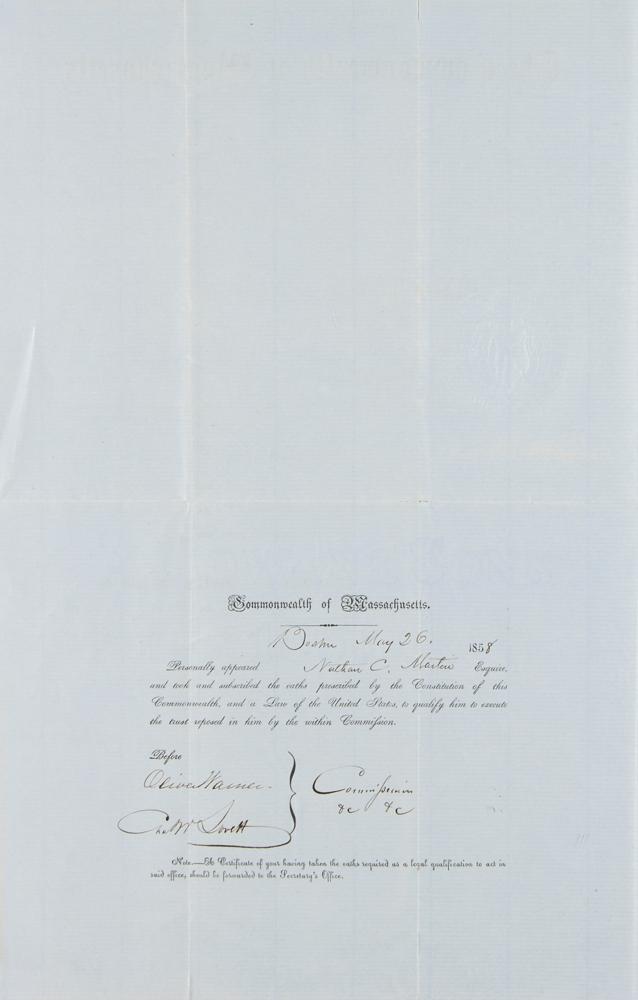 Commonwealth of Massachusetts.
Boston May 26. 1858
Personally appeared Nathan C. Martin Esquire,
and took and subscribed the oaths prescribed by the Constitution of this
Commonwealth, and a Law of the United States, to qualify him to execute
the trust reposed in him by the within Commission.
Before
Oliver Warner.
Chas W Lovett
Commissioners
&c &c
Note.—A Certificate of your having taken the oaths required as a legal qualification to act in
said office, should be forwarded to the Secretary's Office.